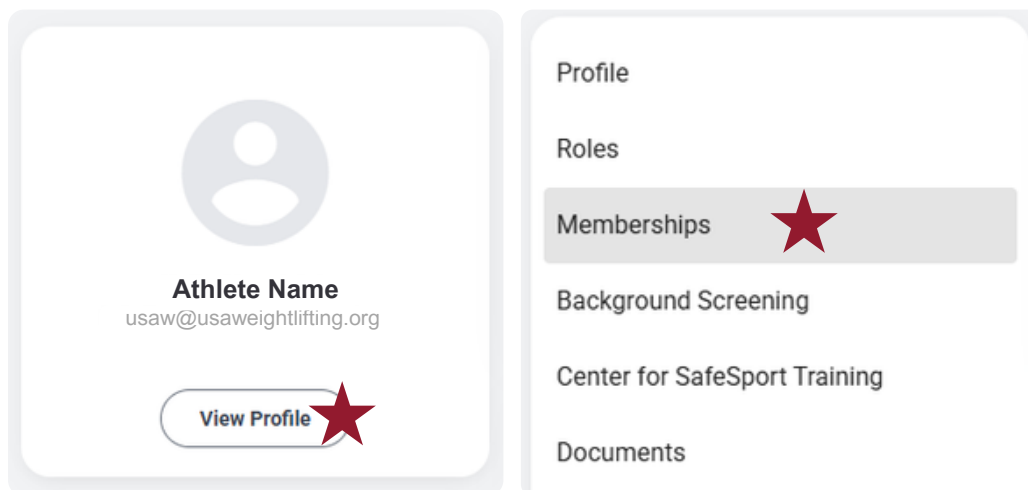 Athlete Name
usaw@usaweightlifting.org
View Profile
Profile
Roles
Memberships
Background Screening
Center for SafeSport Training
Documents